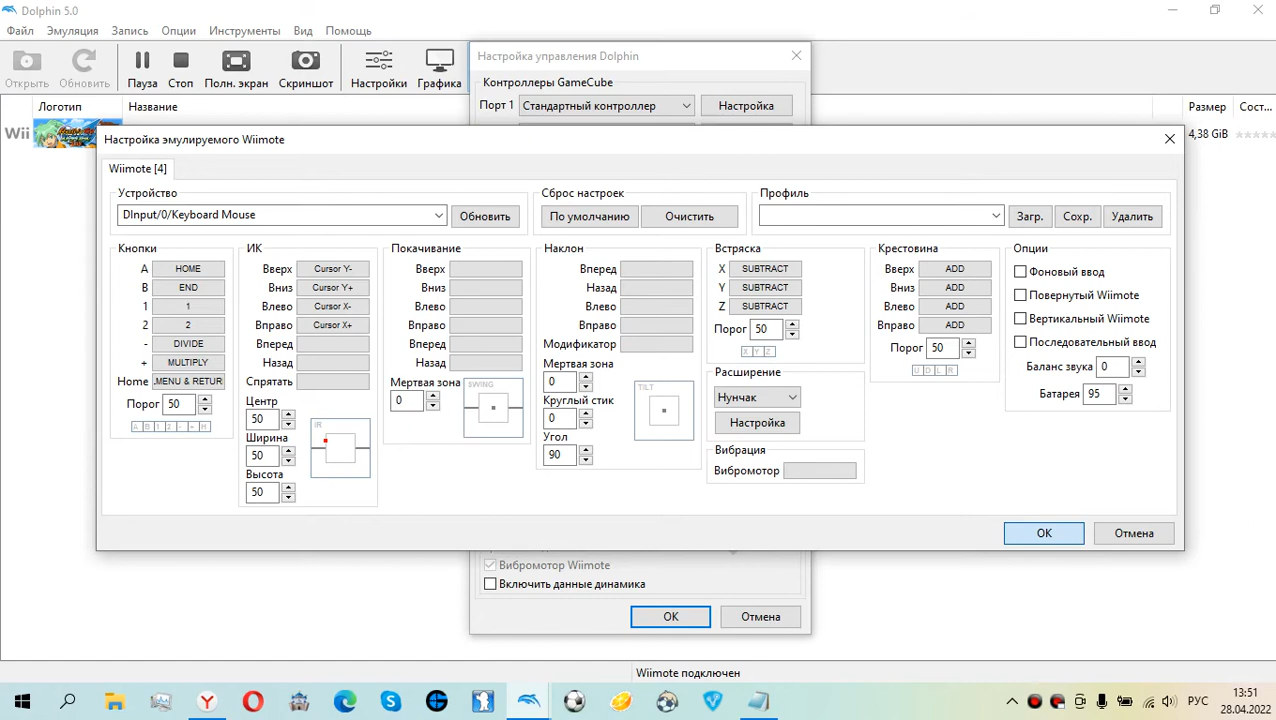 Dolphin 5.0
Файл Эмуляция Запись Опции Инструменты Вид Помощь
Открыть Обновить Пауза Стоп Полн. экран Скриншот Настройки Графика
Настройка управления Dolphin
Контроллеры GameCube
Порт 1 Стандартный контроллер Настройка
Логотип Название Размер Сост...
Wii 4,38 GiB
Настройка эмулируемого Wiimote
Wiimote [4]
Устройство Сброс настроек Профиль
DInput/0/Keyboard Mouse Обновить По умолчанию Очистить Загр. Сохр. Удалить
Кнопки ИК Покачивание Наклон Встряска Крестовина Опции
A HOME Вверх Cursor Y- Вверх Вперед X SUBTRACT Вверх ADD Фоновый ввод
B END Вниз Cursor Y+ Вниз Назад Y SUBTRACT Вниз ADD Повернутый Wiimote
1 1 Влево Cursor X- Влево Влево Z SUBTRACT Влево ADD Вертикальный Wiimote
2 2 Вправо Cursor X+ Вправо Вправо Порог 50 Вправо ADD Последовательный ввод
- DIVIDE Вперед Вперед Модификатор X Y Z Порог 50 Баланс звука 0
+ MULTIPLY Назад Назад Мертвая зона Расширение U D L R Батарея 95
Home .MENU & RETUR Спрятать Мертвая зона 0 SWING 0 TILT Нунчак
Порог 50 Центр Круглый стик
A B 1 2 - + H 50 IR 0 Настройка
Ширина Угол
50 90 Вибрация
Высота Вибромотор
50
OK Отмена
Вибромотор Wiimote
Включить данные динамика
OK Отмена
Wiimote подключен
РУС 13:51
28.04.2022